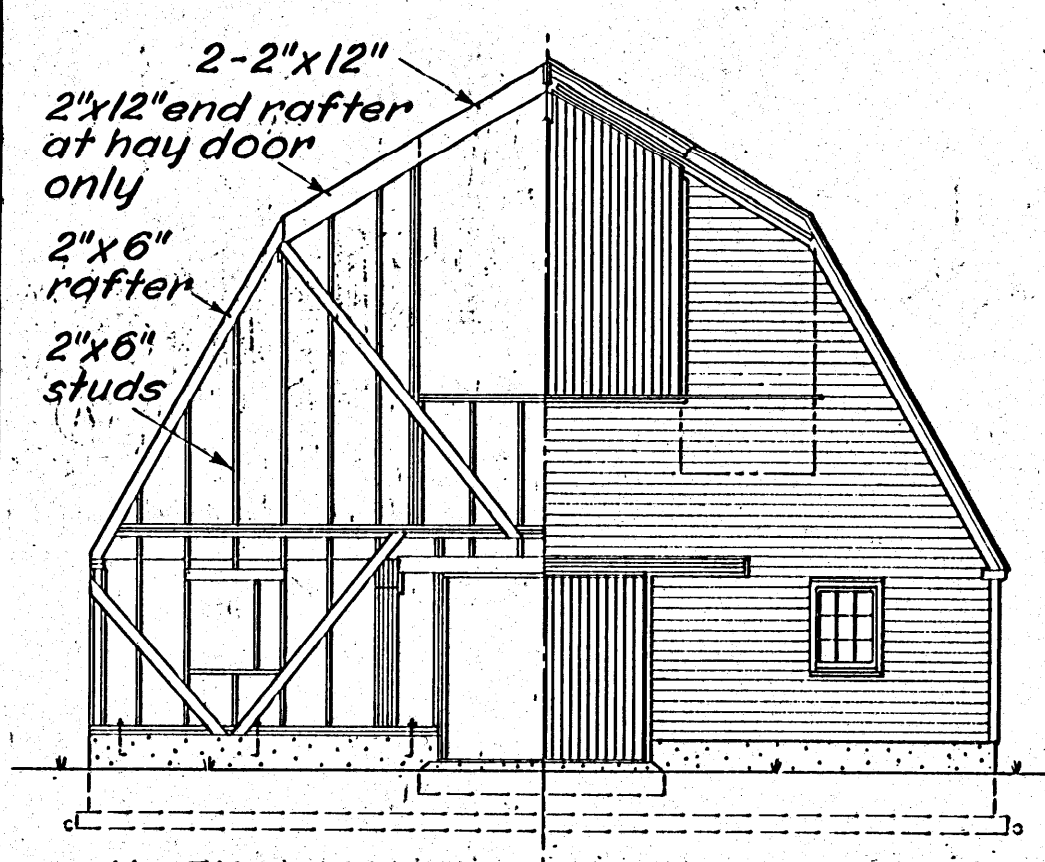 2-2"x12"
2"x12" end rafter
at hay door
only
2"x6"
rafter
2"x6"
studs